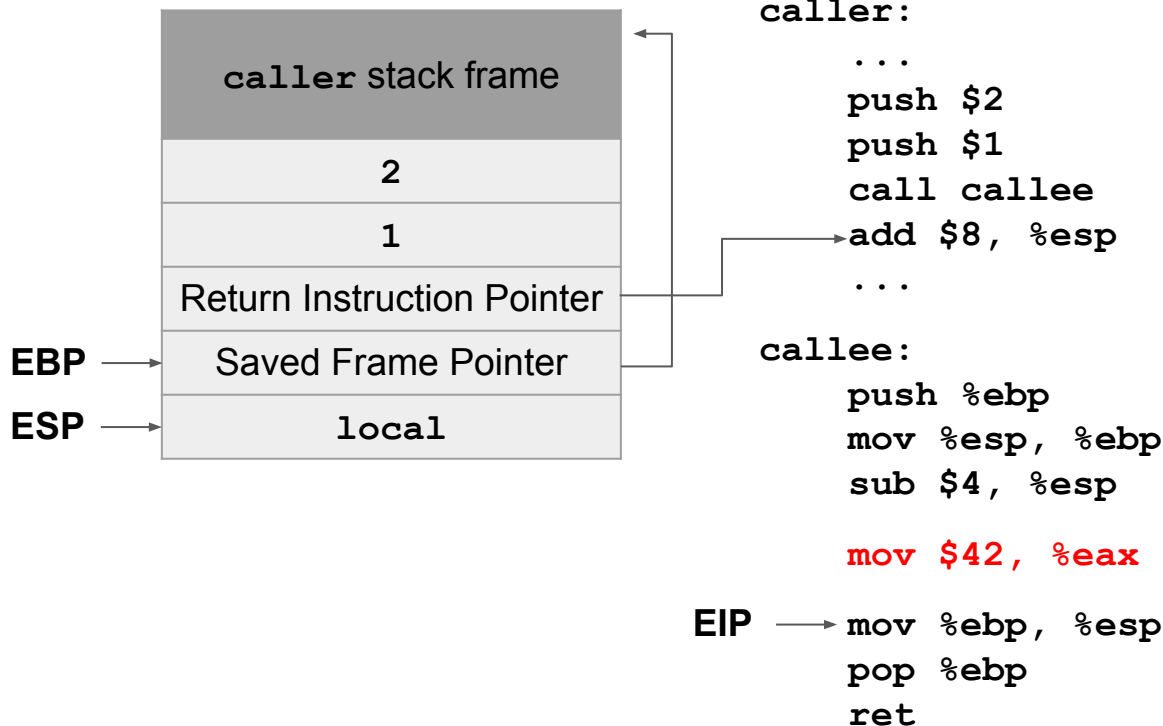 caller stack frame
2
1
Return Instruction Pointer
EBP
Saved Frame Pointer
ESP
local
caller:
...
push $2
push $1
call callee
add $8, %esp
...
callee:
push %ebp
mov %esp, %ebp
sub $4, %esp
mov $42, %eax
EIP
mov %ebp, %esp
pop %ebp
ret